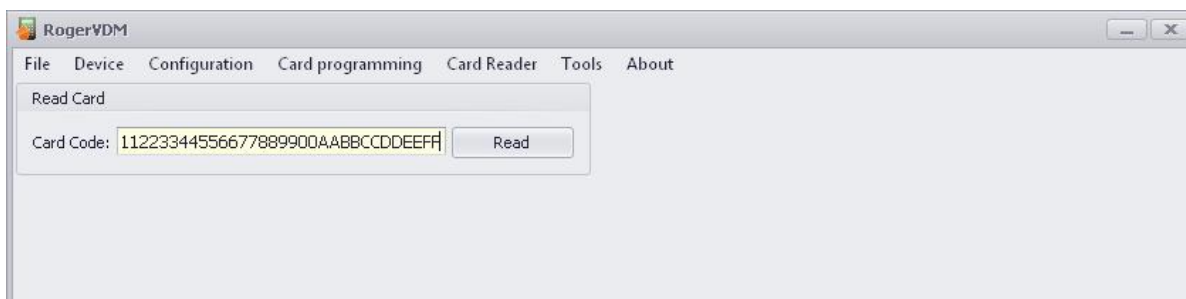 RogerVDM
File Device Configuration Card programming Card Reader Tools About
Read Card
Card Code: 11223344556677889900AABBCCDDEEFF Read